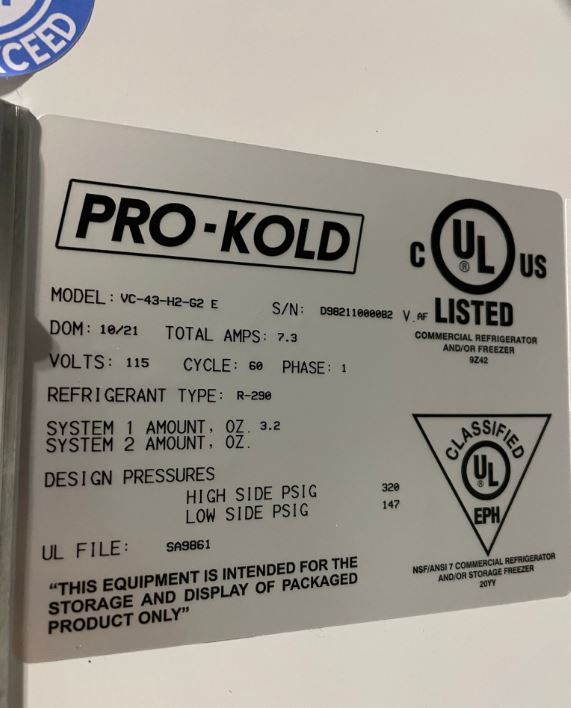 CEED
PRO-KOLD
MODEL: VC-43-H2-G2 E S/N: D98211000082 V.AF
DOM: 10/21 TOTAL AMPS: 7.3
VOLTS: 115 CYCLE: 60 PHASE: 1
REFRIGERANT TYPE: R-290
SYSTEM 1 AMOUNT, OZ. 3.2
SYSTEM 2 AMOUNT, OZ.
DESIGN PRESSURES
HIGH SIDE PSIG 320
LOW SIDE PSIG 147
UL FILE: SA9861
"THIS EQUIPMENT IS INTENDED FOR THE
STORAGE AND DISPLAY OF PACKAGED
PRODUCT ONLY"
C UL ® US
LISTED
COMMERCIAL REFRIGERATOR
AND/OR FREEZER
9Z42
CLASSIFIED
UL ®
EPH
NSF/ANSI 7 COMMERCIAL REFRIGERATOR
AND/OR STORAGE FREEZER
20YY